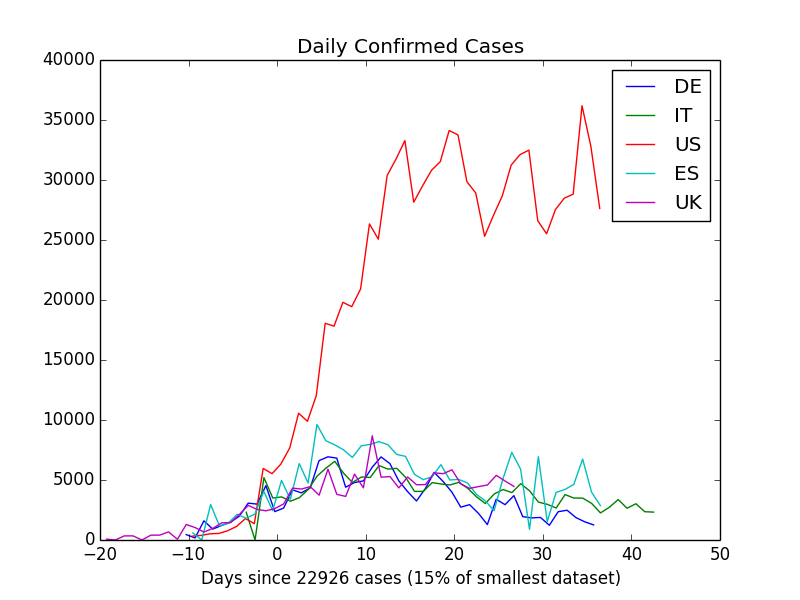 Daily Confirmed Cases
40000
35000
30000
25000
20000
15000
10000
5000
0
DE
IT
US
ES
UK
−20 −10 0 10 20 30 40 50
Days since 22926 cases (15% of smallest dataset)